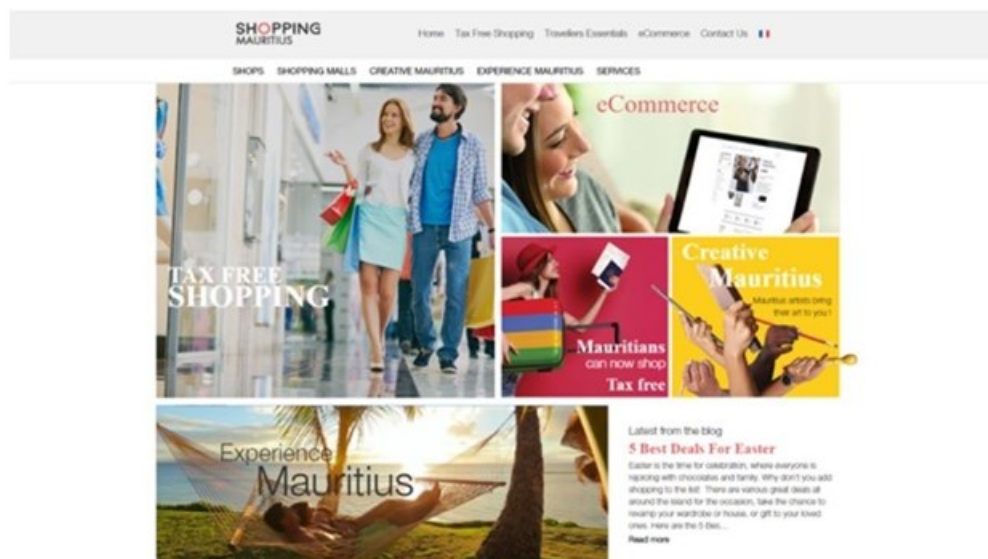 SHOPPING
MAURITIUS
Home Tax Free Shopping Travellers Essentials eCommerce Contact Us
SHOPS SHOPPING MALLS CREATIVE MAURITIUS EXPERIENCE MAURITIUS SERVICES
TAX FREE
SHOPPING
eCommerce
Mauritians
can now shop
Tax free
Creative
Mauritius
Mauritius artists bring
their art to you !
Experience
Mauritius
Latest from the blog
5 Best Deals For Easter
Easter is the time for celebration, where everyone is
rejoicing with chocolates and family. Why don't you add
shopping to the list! There are various great deals all
around the island for the occasion, take the chance to
revamp your wardrobe or house, or gift to your loved
ones. Here are the 5 Bes...
Read more